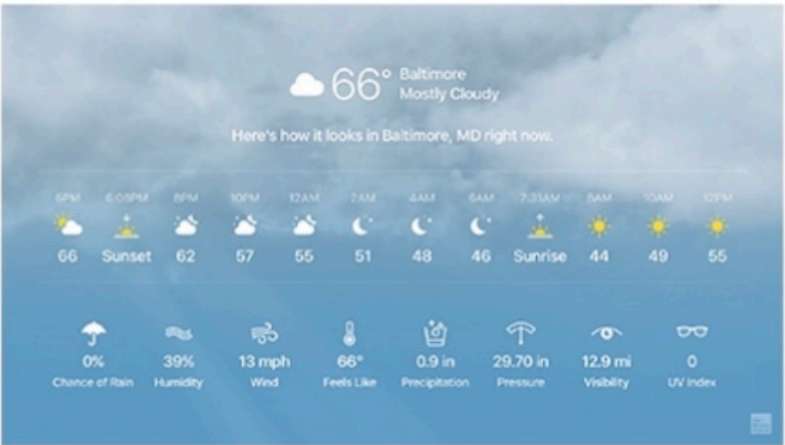 66° Baltimore
Mostly Cloudy
Here's how it looks in Baltimore, MD right now.
6PM 6:08PM 8PM 10PM 12AM 2AM 4AM 6AM 7:31AM 8AM 10AM 12PM
66 Sunset 62 57 55 51 48 46 Sunrise 44 49 55
0% 39% 13 mph 66° 0.9 in 29.70 in 12.9 mi 0
Chance of Rain Humidity Wind Feels Like Precipitation Pressure Visibility UV Index